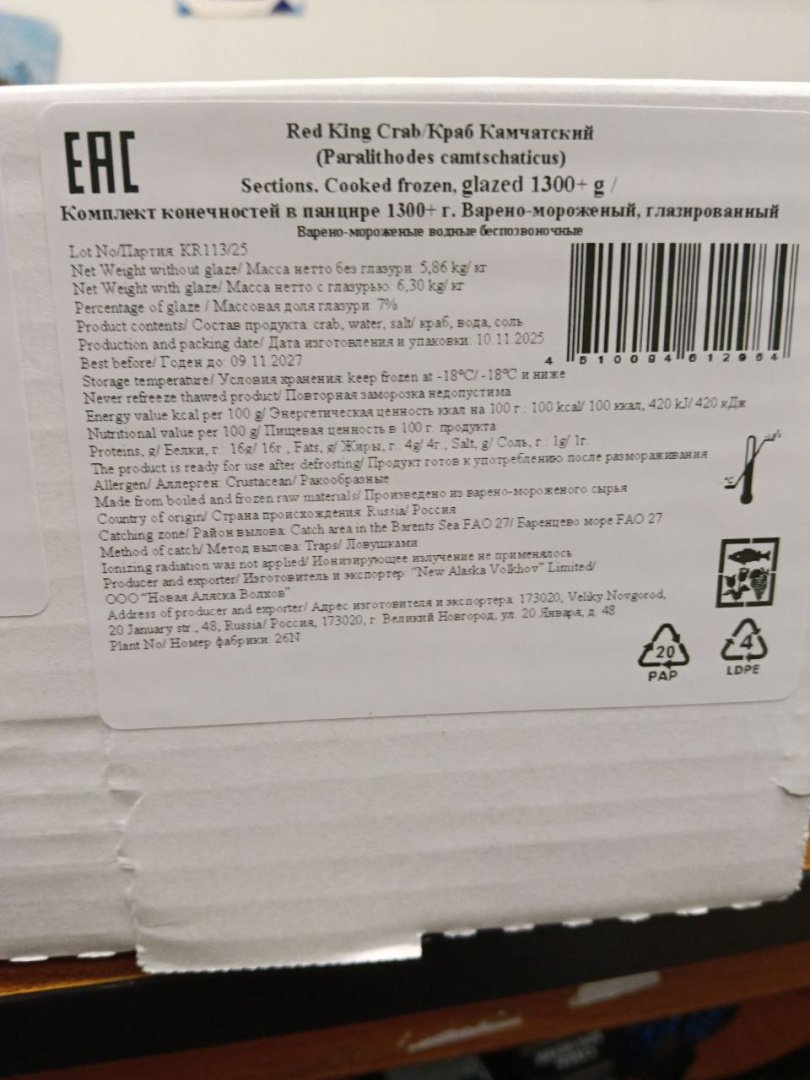 EAC
Red King Crab/Краб Камчатский
(Paralithodes camtschaticus)
Sections. Cooked frozen, glazed 1300+ g /
Комплект конечностей в панцире 1300+ г. Варено-мороженый, глазированный
Варено-мороженые водные беспозвоночные
Lot No/Партия: KR113/25
Net Weight without glaze/ Масса нетто без глазури: 5,86 kg/ кг
Net Weight with glaze/ Масса нетто с глазурью: 6,30 kg/ кг
Percentage of glaze / Массовая доля глазури: 7%
Product contents/ Состав продукта: crab, water, salt/ краб, вода, соль
Production and packing date/ Дата изготовления и упаковки: 10.11.2025
Best before/ Годен до: 09.11.2027
4 610094 612964
Storage temperature/ Условия хранения: keep frozen at -18°C/ -18°C и ниже
Never refreeze thawed product/ Повторная заморозка недопустима
Energy value kcal per 100 g/ Энергетическая ценность ккал на 100 г.: 100 kcal/ 100 ккал, 420 kJ/ 420 кДж
Nutritional value per 100 g/ Пищевая ценность в 100 г. продукта:
Proteins, g/ Белки, г.: 16g/ 16г., Fats, g/ Жиры, г.: 4g/ 4г., Salt, g/ Соль, г.: 1g/ 1г
The product is ready for use after defrosting/ Продукт готов к употреблению после размораживания
Allergen/ Аллерген: Crustacean/ Ракообразные
Made from boiled and frozen raw materials/ Произведено из варено-мороженого сырья
Country of origin/ Страна происхождения: Russia/ Россия
Catching zone/ Район вылова: Catch area in the Barents Sea FAO 27/ Баренцево море FAO 27
Method of catch/ Метод вылова: Traps/ Ловушками
Ionizing radiation was not applied/ Ионизирующее излучение не применялось
Producer and exporter/ Изготовитель и экспортер: "New Alaska Volkhov" Limited/
ООО "Новая Аляска Волхов"
Address of producer and exporter/ Адрес изготовителя и экспортера: 173020, Veliky Novgorod,
20 January str., 48, Russia/ Россия, 173020, г. Великий Новгород, ул. 20 Января, д. 48
Plant No/ Номер фабрики: 26N
°C
20
PAP
4
LDPE